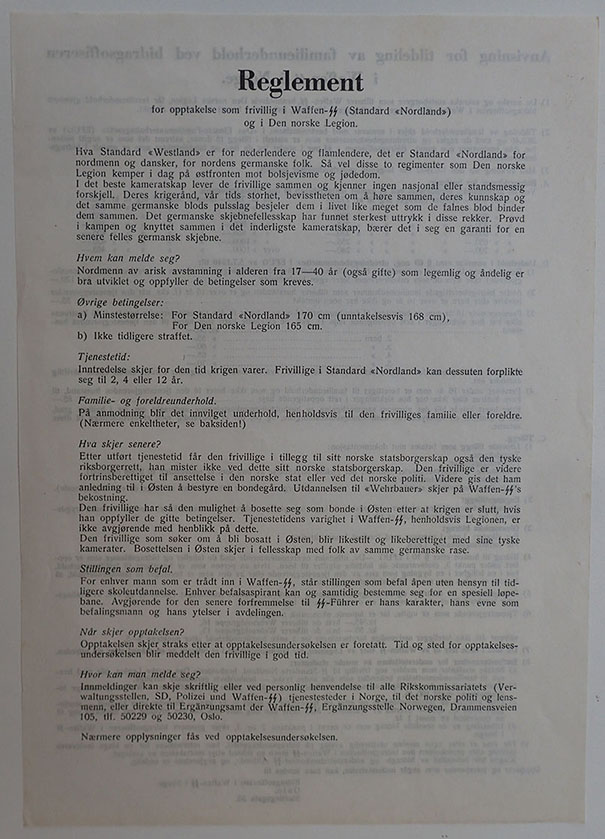 Reglement
for opptakelse som frivillig i Waffen-ᛋᛋ (Standard «Nordland»)
og i Den norske Legion.
Hva Standard «Westland» er for nederlendere og flamlendere, det er Standard «Nordland» for
nordmenn og dansker, for nordens germanske folk. Så vel disse to regimenter som Den norske
Legion kemper i dag på østfronten mot bolsjevisme og jødedom.
I det beste kameratskap lever de frivillige sammen og kjenner ingen nasjonal eller standsmessig
forskjell. Deres krigerånd, vår tids storhet, bevisstheten om å høre sammen, deres kunnskap og
det samme germanske blods pulsslag besjeler dem i livet like meget som de falnes blod binder
dem sammen. Det germanske skjebnefellesskap har funnet sterkest uttrykk i disse rekker. Prøvd
i kampen og knyttet sammen i det inderligste kameratskap, bærer det i seg en garanti for en
senere felles germansk skjebne.
Hvem kan melde seg?
Nordmenn av arisk avstamning i alderen fra 17—40 år (også gifte) som legemlig og åndelig er
bra utviklet og oppfyller de betingelser som kreves.
Øvrige betingelser:
a) Minstestørrelse: For Standard «Nordland» 170 cm (unntakelsesvis 168 cm),
For Den norske Legion 165 cm.
b) Ikke tidligere straffet.
Tjenestetid:
Inntredelse skjer for den tid krigen varer. Frivillige i Standard «Nordland» kan dessuten forplikte
seg til 2, 4 eller 12 år.
Familie- og foreldreunderhold.
På anmodning blir det innvilget underhold, henholdsvis til den frivilliges familie eller foreldre.
(Nærmere enkeltheter, se baksiden!)
Hva skjer senere?
Etter utført tjenestetid får den frivillige i tillegg til sitt norske statsborgerskap også den tyske
riksborgerrett, han mister ikke ved dette sitt norske statsborgerskap. Den frivillige er videre
fortrinsberettiget til ansettelse i den norske stat eller ved det norske politi. Videre gis det ham
anledning til i Østen å bestyre en bondegård. Utdannelsen til «Wehrbauer» skjer på Waffen-ᛋᛋ's
bekostning.
Den frivillige har så den mulighet å bosette seg som bonde i Østen etter at krigen er slutt, hvis
han oppfyller de gitte betingelser. Tjenestetidens varighet i Waffen-ᛋᛋ, henholdsvis Legionen, er
ikke avgjørende med henblikk på dette.
Den frivillige som søker om å bli bosatt i Østen, blir likestilt og likeberettiget med sine tyske
kamerater. Bosettelsen i Østen skjer i fellesskap med folk av samme germanske rase.
Stillingen som befal.
For enhver mann som er trådt inn i Waffen-ᛋᛋ, står stillingen som befal åpen uten hensyn til tid-
ligere skoleutdannelse. Enhver befalsaspirant kan og samtidig bestemme seg for en spesiell løpe-
bane. Avgjørende for den senere forfremmelse til ᛋᛋ-Führer er hans karakter, hans evne som
befalingsmann og hans ytelser i avdelingen.
Når skjer opptakelsen?
Opptakelsen skjer straks etter at opptakelsesundersøkelsen er foretatt. Tid og sted for opptakelses-
undersøkelsen blir meddelt den frivillige i god tid.
Hvor kan man melde seg?
Innmeldinger kan skje skriftlig eller ved personlig henvendelse til alle Rikskommissariatets (Ver-
waltungsstellen, SD, Polizei und Waffen-ᛋᛋ) tjenestesteder i Norge, til det norske politi og lens-
menn, eller direkte til Ergäntzungsamt der Waffen-ᛋᛋ, Ergänzungsstelle Norwegen, Drammensveien
105, tlf. 50229 og 50230, Oslo.
Nærmere opplysninger fås ved opptakelsesundersøkelsen.